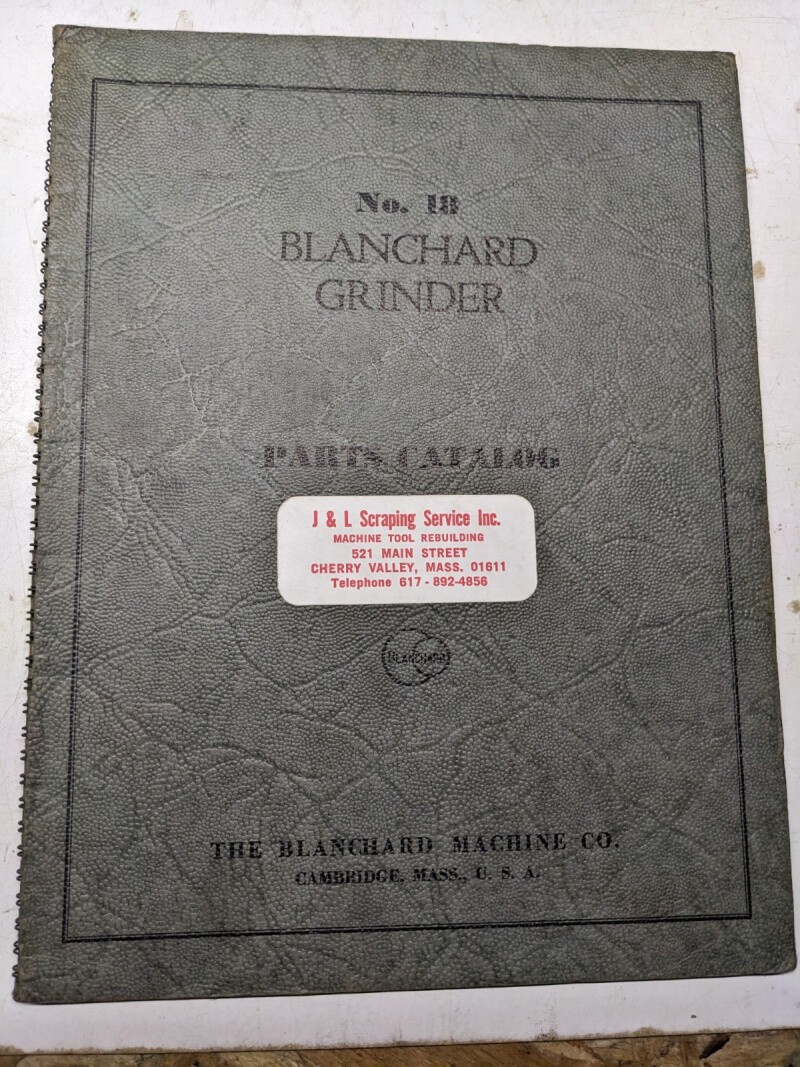 No. 18
BLANCHARD
GRINDER
PARTS CATALOG
J & L Scraping Service Inc.
MACHINE TOOL REBUILDING
521 MAIN STREET
CHERRY VALLEY, MASS. 01611
Telephone 617 - 892-4856
BLANCHARD
THE BLANCHARD MACHINE CO.
CAMBRIDGE, MASS., U. S. A.